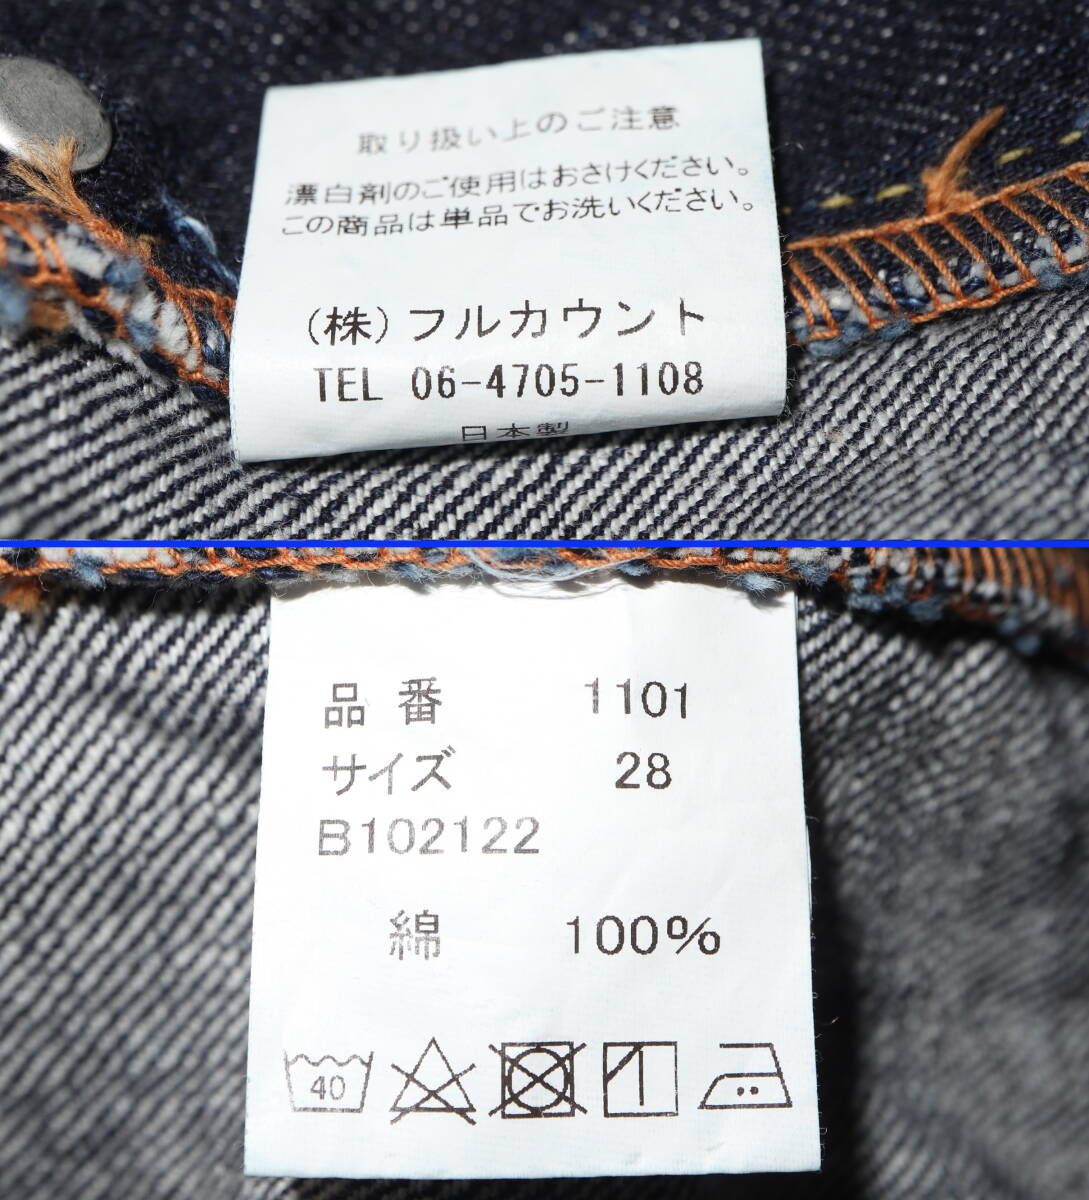 取り扱い上のご注意
漂白剤のご使用はおさけください。
この商品は単品でお洗いください。
(株)フルカウント
TEL 06-4705-1108
日本製
品番 1101
サイズ 28
B102122
綿 100%
40